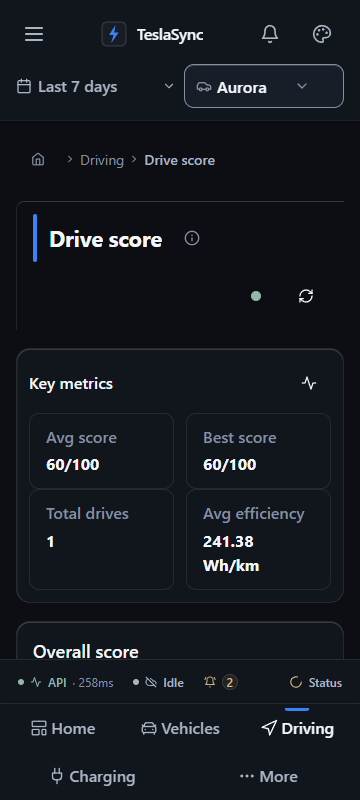 TeslaSync
Last 7 days
Aurora
Driving
Drive score
Drive score
Key metrics
Avg score
60/100
Best score
60/100
Total drives
1
Avg efficiency
241.38
Wh/km
Overall score
API · 258ms
Idle
2
Status
Home
Vehicles
Driving
Charging
More